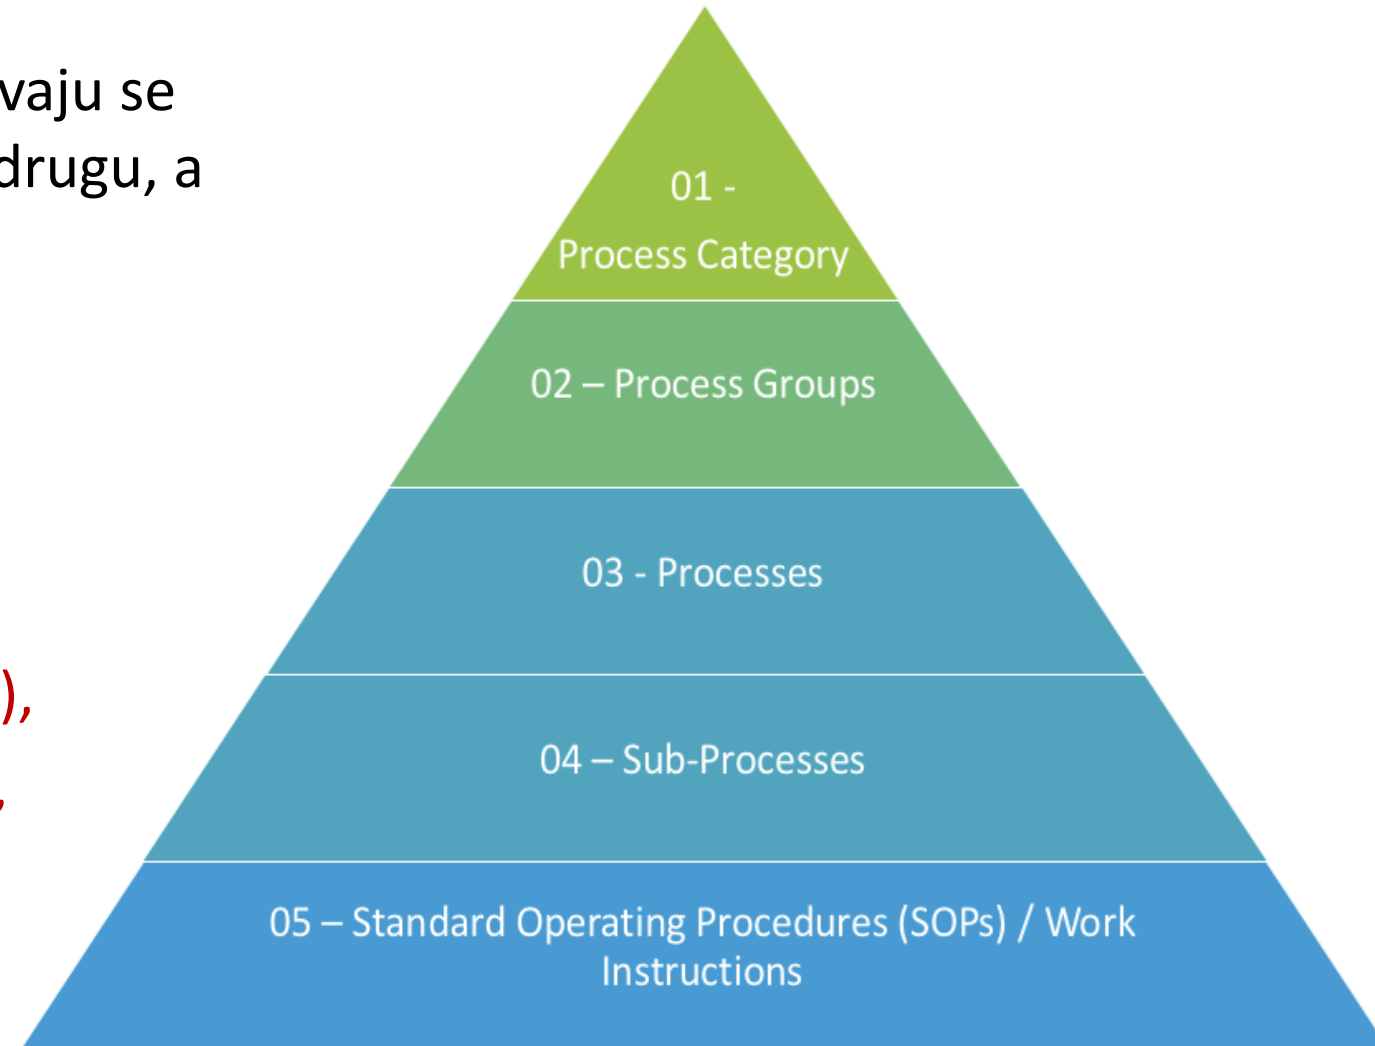 vaju se
drugu, a
),
,
01 -
Process Category
02 – Process Groups
03 - Processes
04 – Sub-Processes
05 – Standard Operating Procedures (SOPs) / Work
Instructions